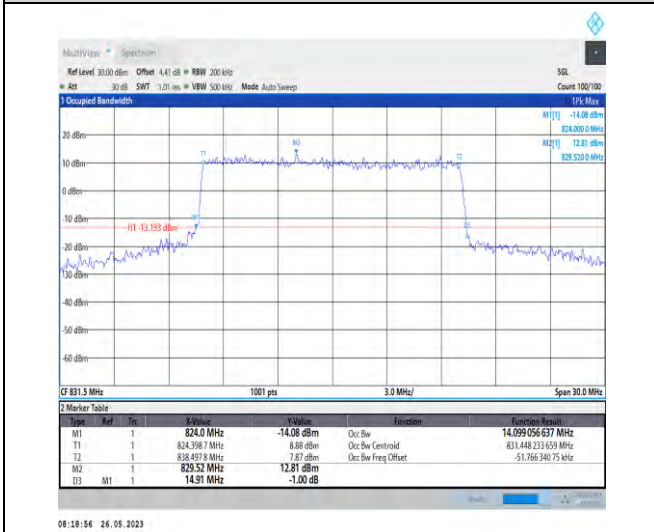 MultiView Spectrum
Ref Level 30.00 dBm Offset 4.41 dB RBW 200 kHz SGL
Att 30 dB SWT 1.01 ms VBW 500 kHz Mode Auto Sweep Count 100/100
1 Occupied Bandwidth 1Pk Max
M1[1] -14.08 dBm
824.000 0 MHz
M2[1] 12.81 dBm
829.520 0 MHz
20 dBm
M2
T1 T2
10 dBm
0 dBm
-10 dBm
M1 D3
H1 -13.193 dBm
-20 dBm
-30 dBm
-40 dBm
-50 dBm
-60 dBm
CF 831.5 MHz 1001 pts 3.0 MHz/ Span 30.0 MHz
2 Marker Table
Type Ref Trc X-Value Y-Value Function Function Result
M1 1 824.0 MHz -14.08 dBm Occ Bw 14.099 056 637 MHz
T1 1 824.398 7 MHz 8.88 dBm Occ Bw Centroid 831.448 233 659 MHz
T2 1 838.497 8 MHz 7.87 dBm Occ Bw Freq Offset -51.766 340 75 kHz
M2 1 829.52 MHz 12.81 dBm
D3 M1 1 14.91 MHz -1.00 dB
08:18:56 26.05.2023